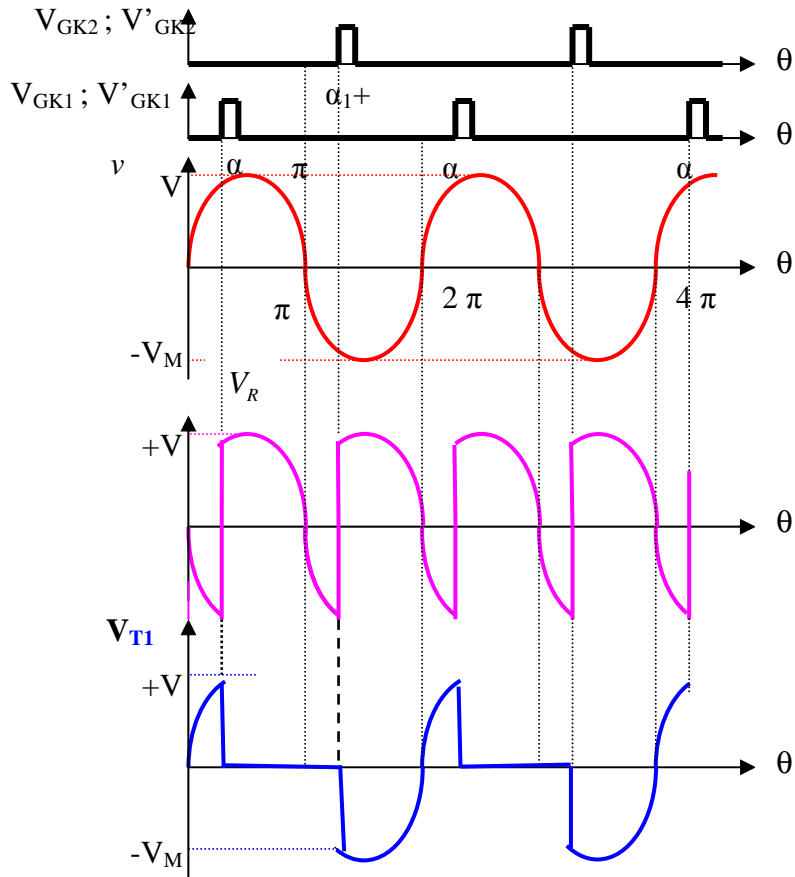 V_GK2 ; V'_GK2
θ
V_GK1 ; V'_GK1
α₁+
θ
v
α π α α
V
θ
π 2 π 4 π
-V_M
V_R
+V
θ
V_T1
+V
θ
-V_M